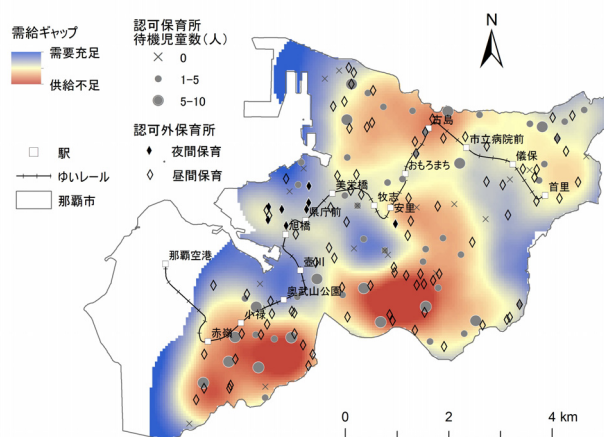 需給ギャップ
需要充足
供給不足
認可保育所
待機児童数(人)
0
1-5
5-10
認可外保育所
夜間保育
昼間保育
駅
ゆいレール
那覇市
N
古島
市立病院前
儀保
首里
おもろまち
美栄橋
牧志
安里
県庁前
旭橋
那覇空港
壺川
奥武山公園
小禄
赤嶺
0 1 2 4 km